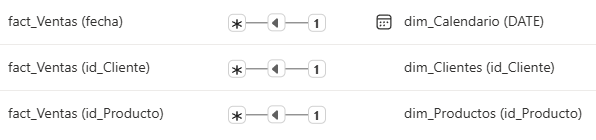 fact_Ventas (fecha) * 1 dim_Calendario (DATE)
fact_Ventas (id_Cliente) * 1 dim_Clientes (id_Cliente)
fact_Ventas (id_Producto) * 1 dim_Productos (id_Producto)